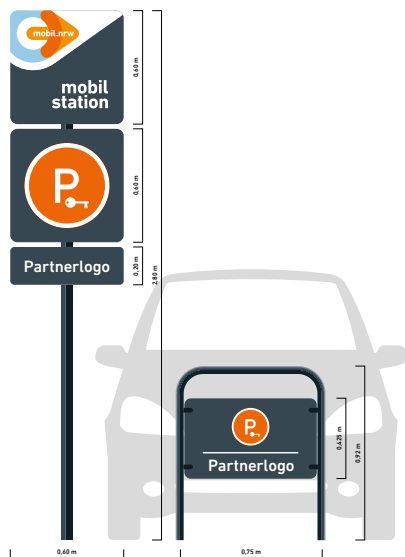 mobil.nrw
mobil
station
P
Partnerlogo
0,60 m
0,60 m
0,20 m
2,80 m
P
Partnerlogo
0,425 m
0,92 m
0,60 m
0,75 m